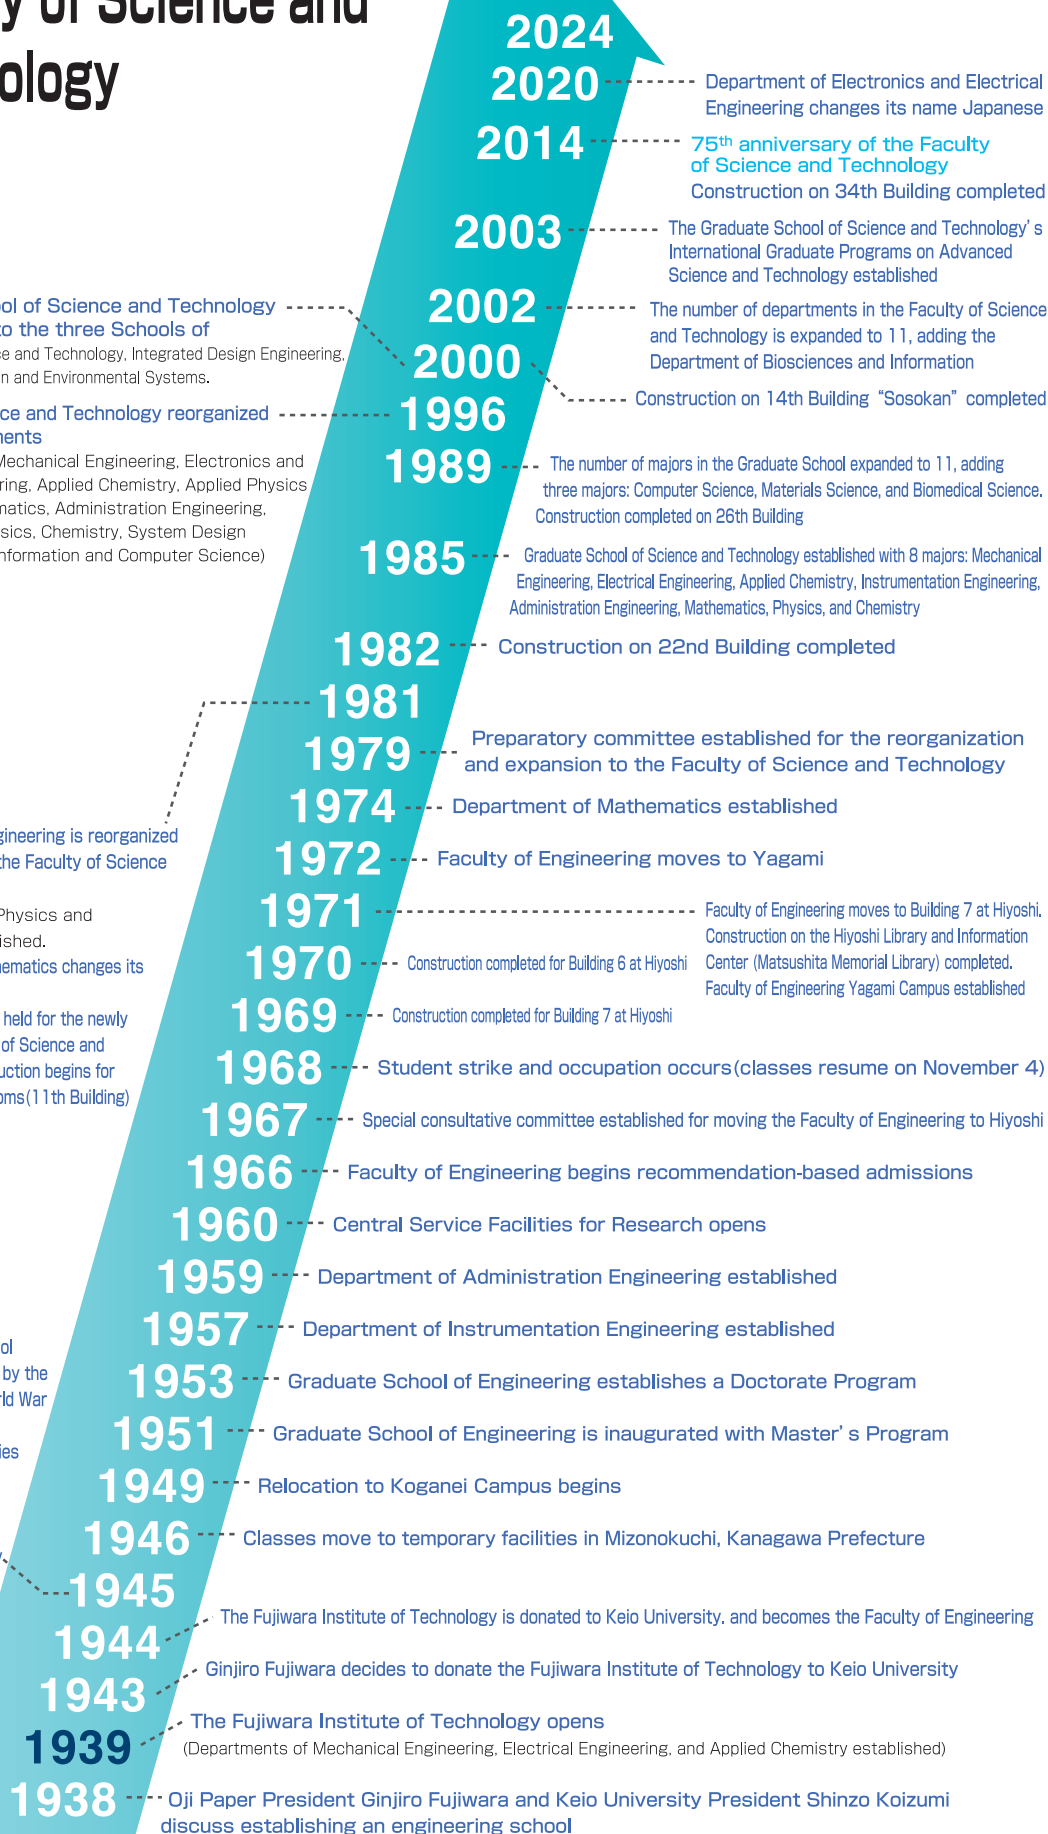 of Science and
2024
2020
Department of Electronics and Electrical
Engineering changes its name Japanese
2014
75th anniversary of the Faculty
of Science and Technology
Construction on 34th Building completed
2003
The Graduate School of Science and Technology's
International Graduate Programs on Advanced
Science and Technology established
2002
The number of departments in the Faculty of Science
and Technology is expanded to 11, adding the
Department of Biosciences and Information
of Science and Technology
to the three Schools of
and Technology, Integrated Design Engineering,
and Environmental Systems.
2000
Construction on 14th Building “Sosokan” completed
and Technology reorganized
1996
Mechanical Engineering, Electronics and
Applied Chemistry, Applied Physics
Administration Engineering,
Chemistry, System Design
Information and Computer Science)
1989
The number of majors in the Graduate School expanded to 11, adding
three majors: Computer Science, Materials Science, and Biomedical Science.
Construction completed on 26th Building
1985
Graduate School of Science and Technology established with 8 majors: Mechanical
Engineering, Electrical Engineering, Applied Chemistry, Instrumentation Engineering,
Administration Engineering, Mathematics, Physics, and Chemistry
1982
Construction on 22nd Building completed
1981
is reorganized
the Faculty of Science
Physics and
changes its
held for the newly
of Science and
begins for
(11th Building)
1979
Preparatory committee established for the reorganization
and expansion to the Faculty of Science and Technology
1974
Department of Mathematics established
1972
Faculty of Engineering moves to Yagami
1971
Faculty of Engineering moves to Building 7 at Hiyoshi.
Construction on the Hiyoshi Library and Information
Center (Matsushita Memorial Library) completed.
Faculty of Engineering Yagami Campus established
1970
Construction completed for Building 6 at Hiyoshi
1969
Construction completed for Building 7 at Hiyoshi
1968
Student strike and occupation occurs(classes resume on November 4)
1967
Special consultative committee established for moving the Faculty of Engineering to Hiyoshi
1966
Faculty of Engineering begins recommendation-based admissions
1960
Central Service Facilities for Research opens
1959
Department of Administration Engineering established
1957
Department of Instrumentation Engineering established
1953
Graduate School of Engineering establishes a Doctorate Program
1951
Graduate School of Engineering is inaugurated with Master's Program
1949
Relocation to Koganei Campus begins
1946
Classes move to temporary facilities in Mizonokuchi, Kanagawa Prefecture
by the
War
1945
1944
The Fujiwara Institute of Technology is donated to Keio University. and becomes the Faculty of Engineering
1943
Ginjiro Fujiwara decides to donate the Fujiwara Institute of Technology to Keio University
1939
The Fujiwara Institute of Technology opens
(Departments of Mechanical Engineering, Electrical Engineering, and Applied Chemistry established)
1938
Oji Paper President Ginjiro Fujiwara and Keio University President Shinzo Koizumi
discuss establishing an engineering school